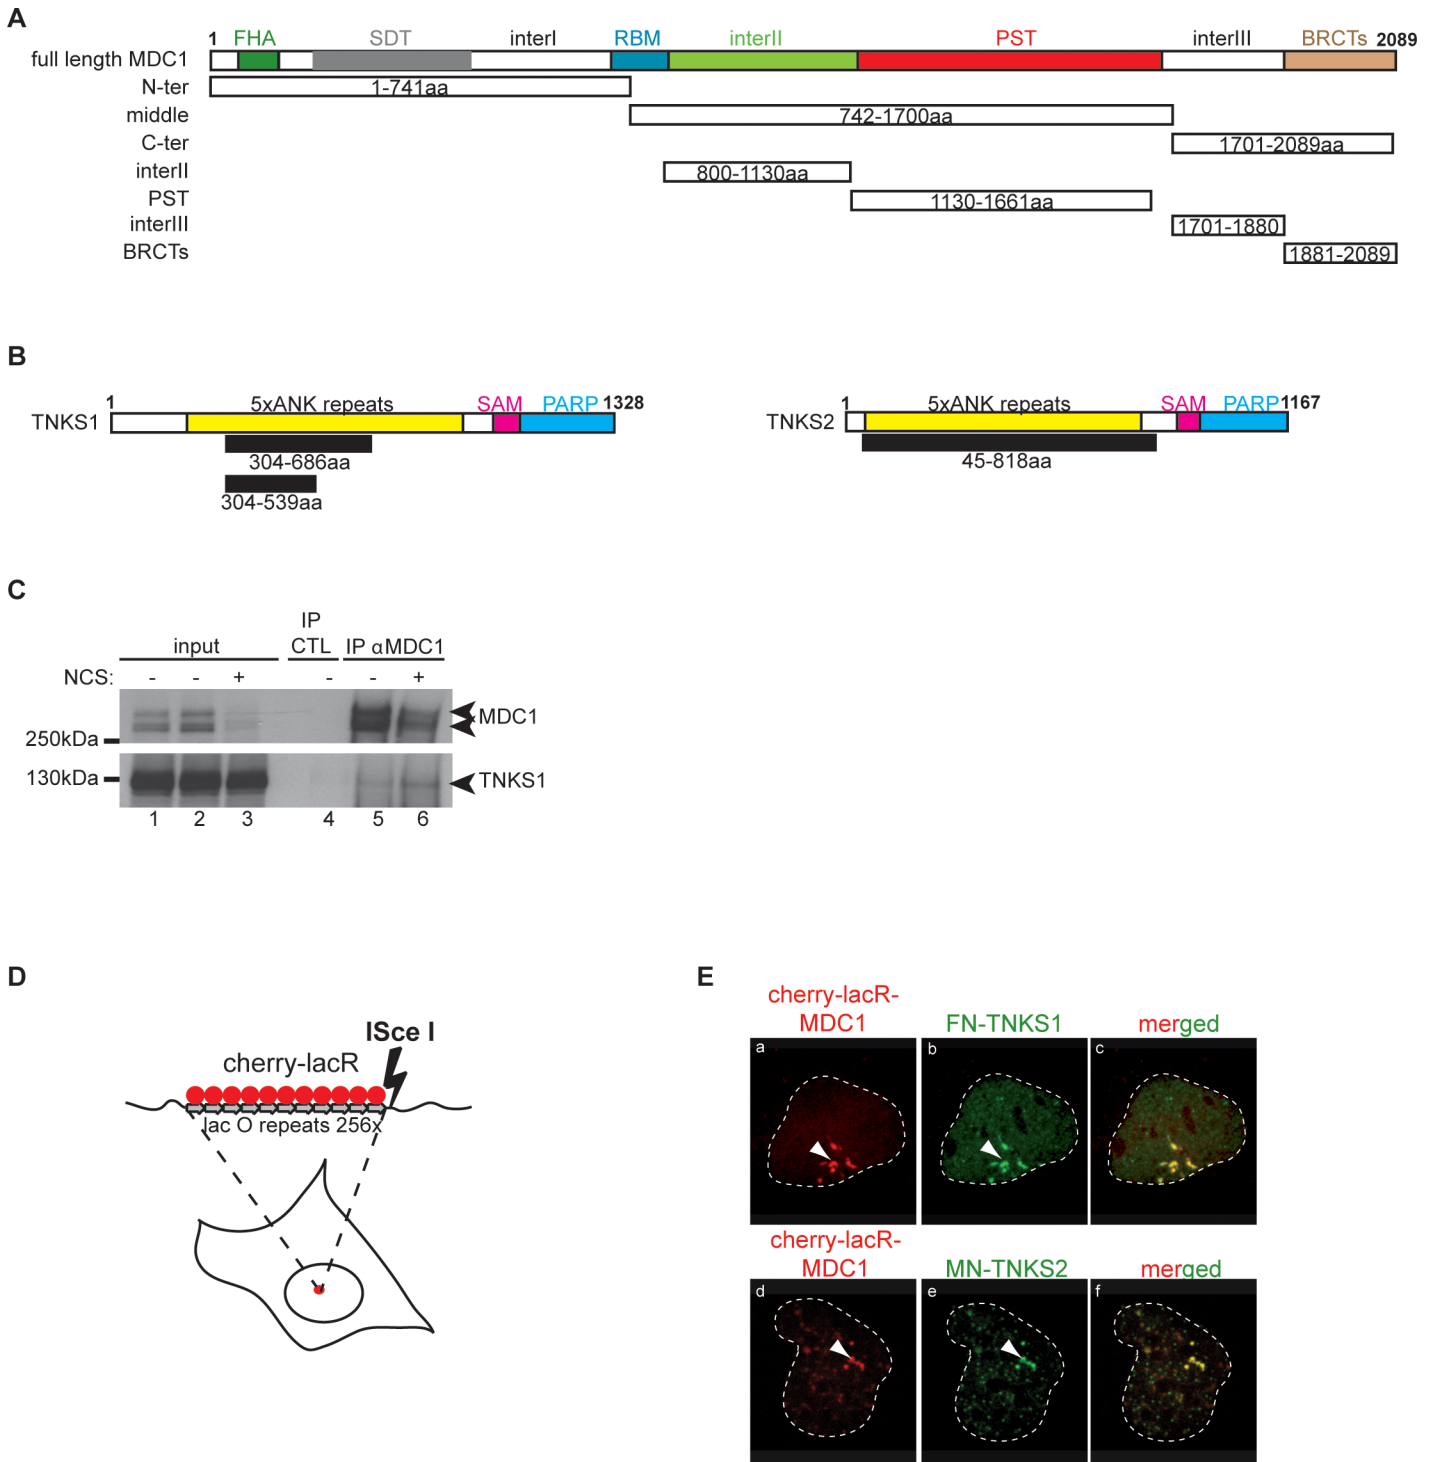 A
1 FHA SDT interI RBM interII PST interIII BRCTs 2089
full length MDC1
N-ter 1-741aa
middle 742-1700aa
C-ter 1701-2089aa
interII 800-1130aa
PST 1130-1661aa
interIII 1701-1880
BRCTs 1881-2089
B
1 5xANK repeats SAM PARP 1328
TNKS1
304-686aa
304-539aa
1 5xANK repeats SAM PARP 1167
TNKS2
45-818aa
C
IP
input CTL IP αMDC1
NCS: - - + - - +
MDC1
250kDa
130kDa TNKS1
1 2 3 4 5 6
D
ISce I
cherry-lacR
lac O repeats 256x
E
cherry-lacR-
MDC1 FN-TNKS1 merged
a b c
cherry-lacR-
MDC1 MN-TNKS2 merged
d e f